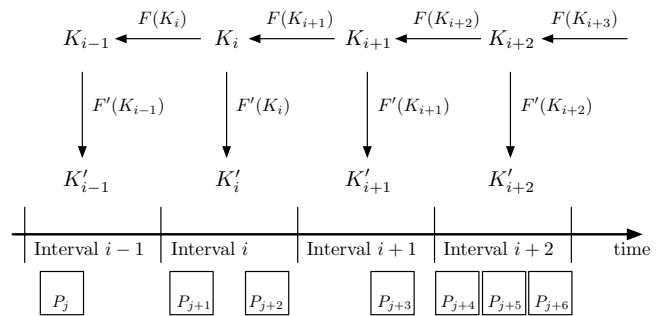 F(K_i) F(K_{i+1}) F(K_{i+2}) F(K_{i+3})
K_{i-1} K_i K_{i+1} K_{i+2}
F'(K_{i-1}) F'(K_i) F'(K_{i+1}) F'(K_{i+2})
K'_{i-1} K'_i K'_{i+1} K'_{i+2}
Interval i − 1 Interval i Interval i + 1 Interval i + 2 time
P_j P_{j+1} P_{j+2} P_{j+3} P_{j+4} P_{j+5} P_{j+6}